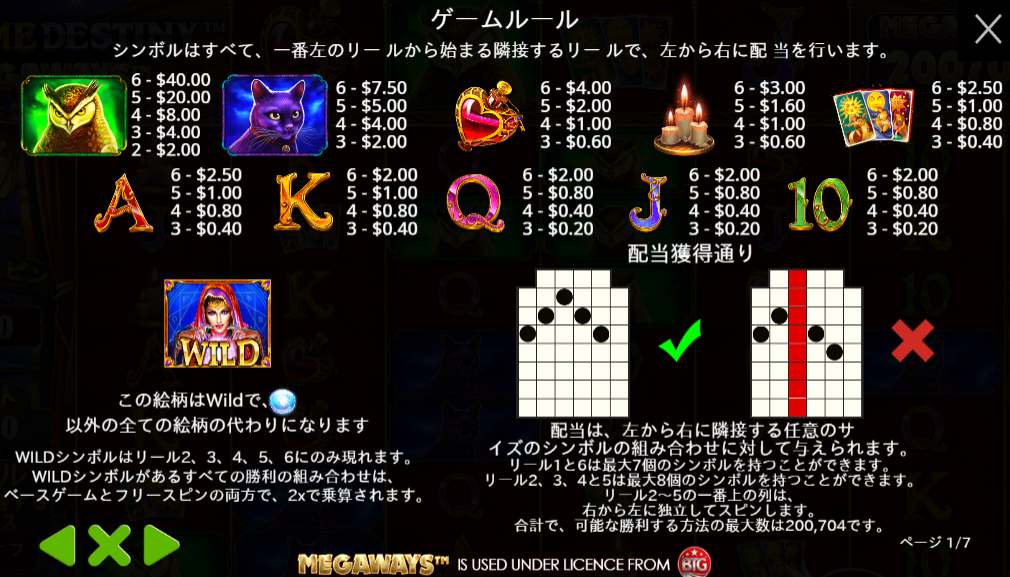 ゲームルール
シンボルはすべて、一番左のリー ルから始まる隣接するリー ルで、左から右に配 当を行います。
6 - $40.00
5 - $20.00
4 - $8.00
3 - $4.00
2 - $2.00
6 - $7.50
5 - $5.00
4 - $4.00
3 - $2.00
6 - $4.00
5 - $2.00
4 - $1.00
3 - $0.60
6 - $3.00
5 - $1.60
4 - $1.00
3 - $0.60
6 - $2.50
5 - $1.00
4 - $0.80
3 - $0.40
A
6 - $2.50
5 - $1.00
4 - $0.80
3 - $0.40
K
6 - $2.00
5 - $1.00
4 - $0.80
3 - $0.40
Q
6 - $2.00
5 - $0.80
4 - $0.40
3 - $0.20
J
6 - $2.00
5 - $0.80
4 - $0.40
3 - $0.20
10
6 - $2.00
5 - $0.80
4 - $0.40
3 - $0.20
配当獲得通り
WILD
この絵柄はWildで、
以外の全ての絵柄の代わりになります
WILDシンボルはリール2、3、4、5、6にのみ現れます。
WILDシンボルがあるすべての勝利の組み合わせは、
ベースゲームとフリースピンの両方で、2xで乗算されます。
配当は、左から右に隣接する任意のサ
イズのシンボルの組み合わせに対して与えられます。
リール1と6は最大7個のシンボルを持つことができます。
リール2、3、4と5は最大8個のシンボルを持つことができます。
リール2～5の一番上の列は、
右から左に独立してスピンします。
合計で、可能な勝利する方法の最大数は200,704です。
ページ 1/7
MEGAWAYS™ IS USED UNDER LICENCE FROM BIG